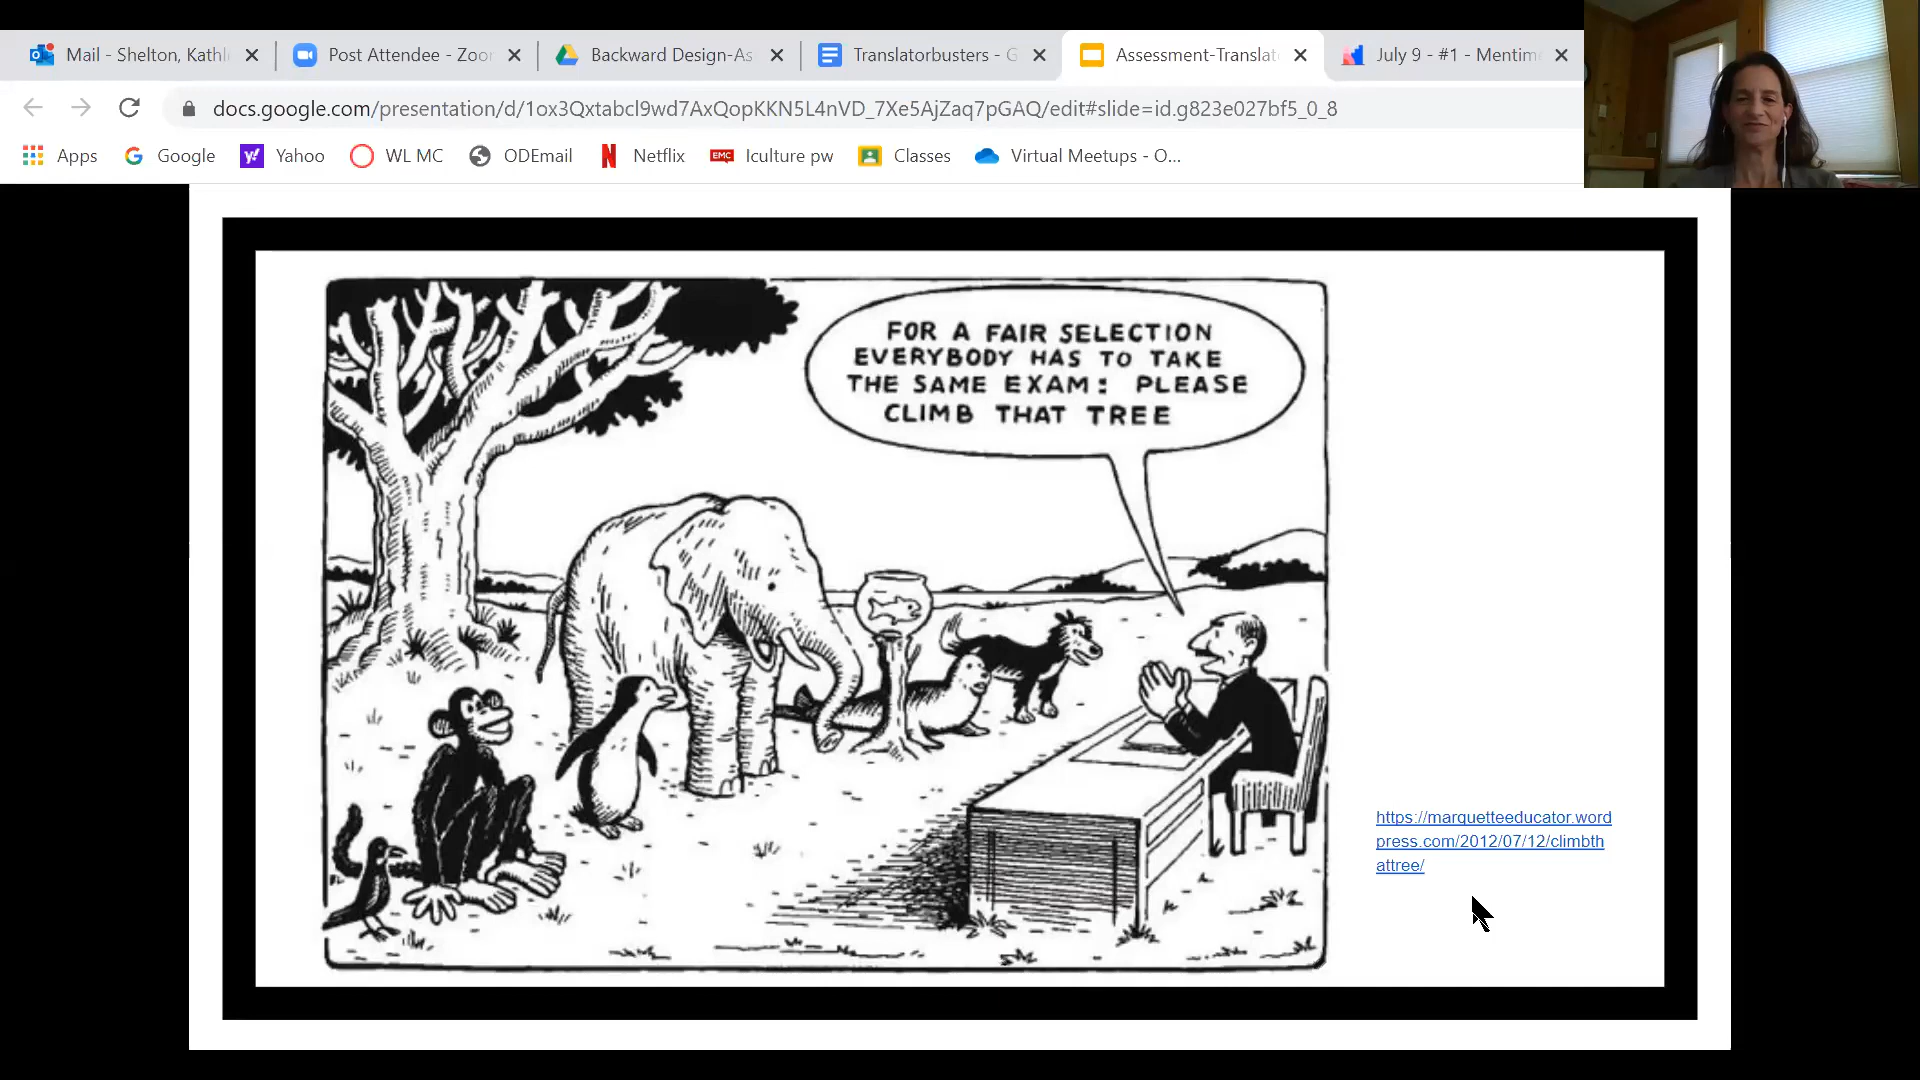 Mail - Shelton, Kathl
Post Attendee - Zoo
Backward Design-As
Translatorbusters - G
Assessment-Translat
July 9 - #1 - Mentime
docs.google.com/presentation/d/1ox3Qxtabcl9wd7AxQopKKN5L4nVD_7Xe5AjZaq7pGAQ/edit#slide=id.g823e027bf5_0_8
Apps
Google
Yahoo
WL MC
ODEmail
Netflix
EMC
Iculture pw
Classes
Virtual Meetups - O...
FOR A FAIR SELECTION
EVERYBODY HAS TO TAKE
THE SAME EXAM: PLEASE
CLIMB THAT TREE
https://marquetteeducator.word
press.com/2012/07/12/climbth
attree/